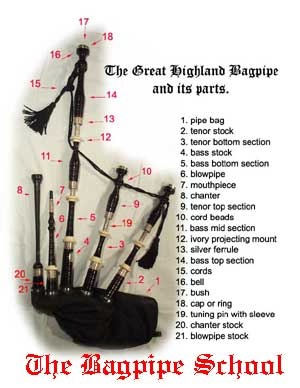 The Great Highland Bagpipe
and its parts.
1. pipe bag
2. tenor stock
3. tenor bottom section
4. bass stock
5. bass bottom section
6. blowpipe
7. mouthpiece
8. chanter
9. tenor top section
10. cord beads
11. bass mid section
12. ivory projecting mount
13. silver ferrule
14. bass top section
15. cords
16. bell
17. bush
18. cap or ring
19. tuning pin with sleeve
20. chanter stock
21. blowpipe stock
17
18
16
15
14
13
12
11
10
9
8
7
6
5
19
3
4
2
1
20
21
The Bagpipe School